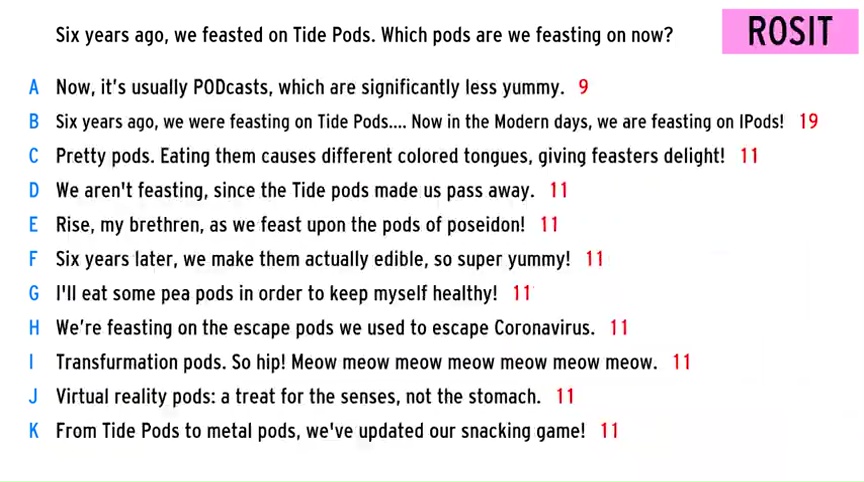 Six years ago, we feasted on Tide Pods. Which pods are we feasting on now?
ROSIT
A Now, it's usually PODcasts, which are significantly less yummy. 9
B Six years ago, we were feasting on Tide Pods.... Now in the Modern days, we are feasting on IPods! 19
C Pretty pods. Eating them causes different colored tongues, giving feasters delight! 11
D We aren't feasting, since the Tide pods made us pass away. 11
E Rise, my brethren, as we feast upon the pods of poseidon! 11
F Six years later, we make them actually edible, so super yummy! 11
G I'll eat some pea pods in order to keep myself healthy! 11
H We're feasting on the escape pods we used to escape Coronavirus. 11
I Transfurmation pods. So hip! Meow meow meow meow meow meow meow. 11
J Virtual reality pods: a treat for the senses, not the stomach. 11
K From Tide Pods to metal pods, we've updated our snacking game! 11